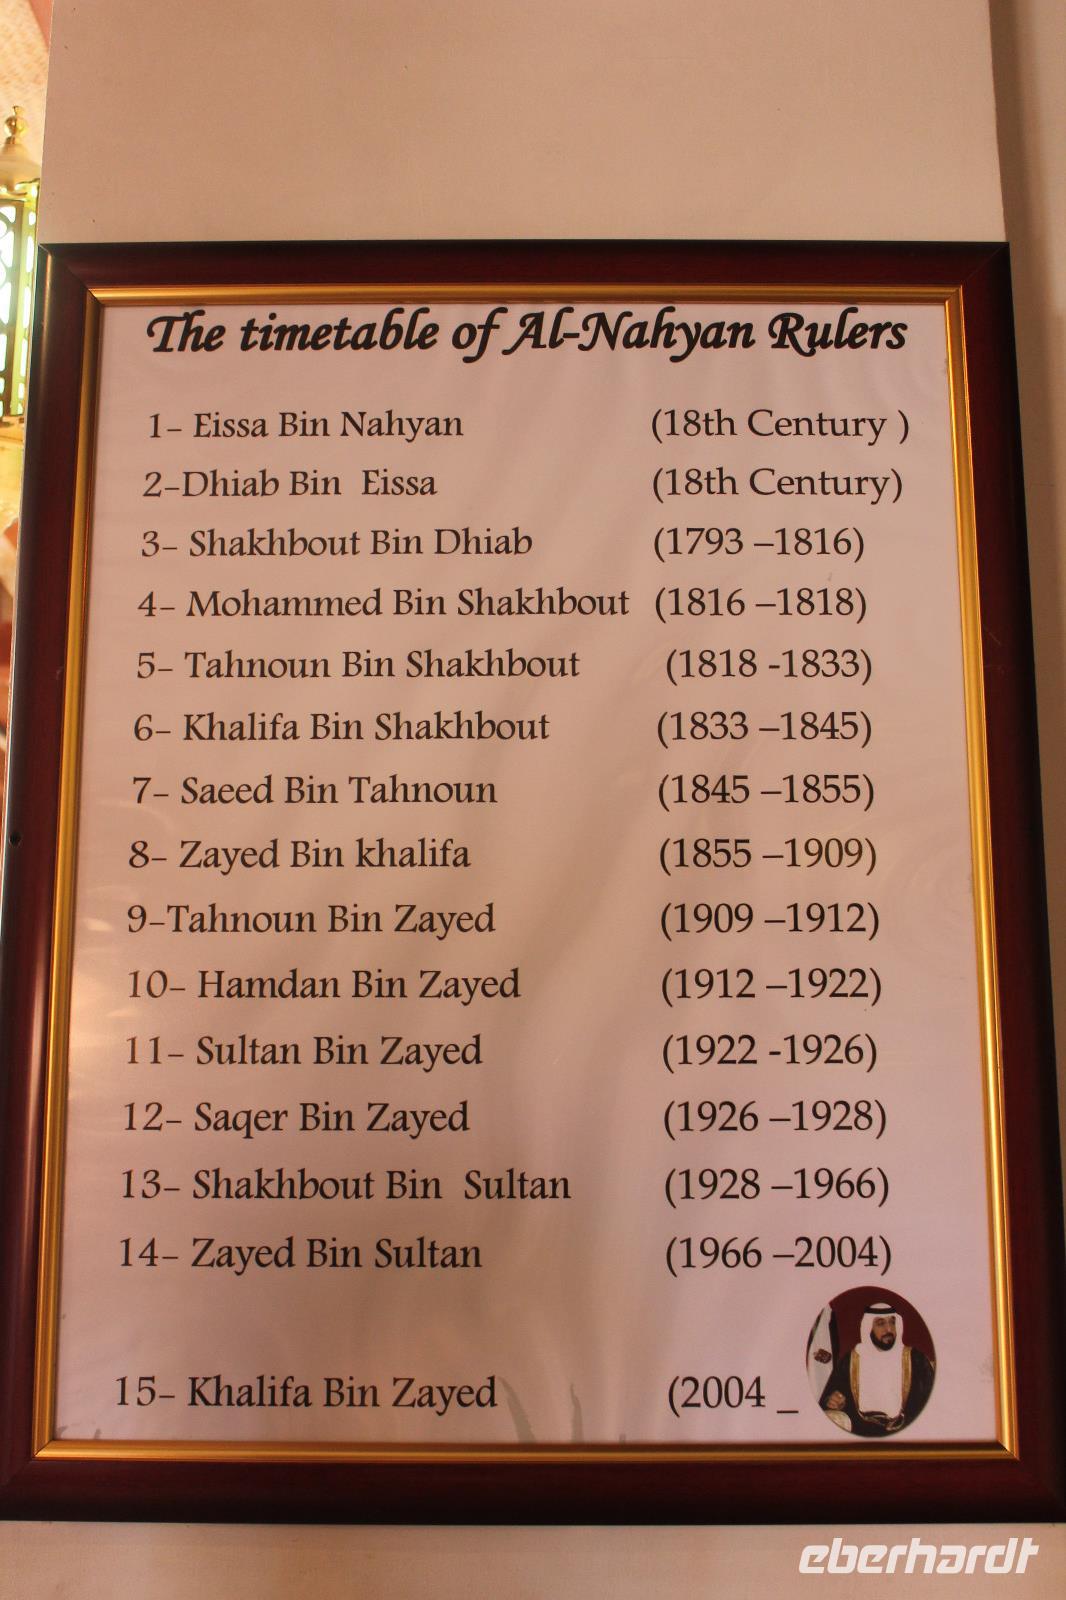 The timetable of Al-Nahyan Rulers
1- Eissa Bin Nahyan (18th Century )
2-Dhiab Bin Eissa (18th Century)
3- Shakhbout Bin Dhiab (1793 –1816)
4- Mohammed Bin Shakhbout (1816 –1818)
5- Tahnoun Bin Shakhbout (1818 -1833)
6- Khalifa Bin Shakhbout (1833 –1845)
7- Saeed Bin Tahnoun (1845 –1855)
8- Zayed Bin khalifa (1855 –1909)
9-Tahnoun Bin Zayed (1909 –1912)
10- Hamdan Bin Zayed (1912 –1922)
11- Sultan Bin Zayed (1922 -1926)
12- Saqer Bin Zayed (1926 –1928)
13- Shakhbout Bin Sultan (1928 –1966)
14- Zayed Bin Sultan (1966 –2004)
15- Khalifa Bin Zayed (2004 _
eberhardt